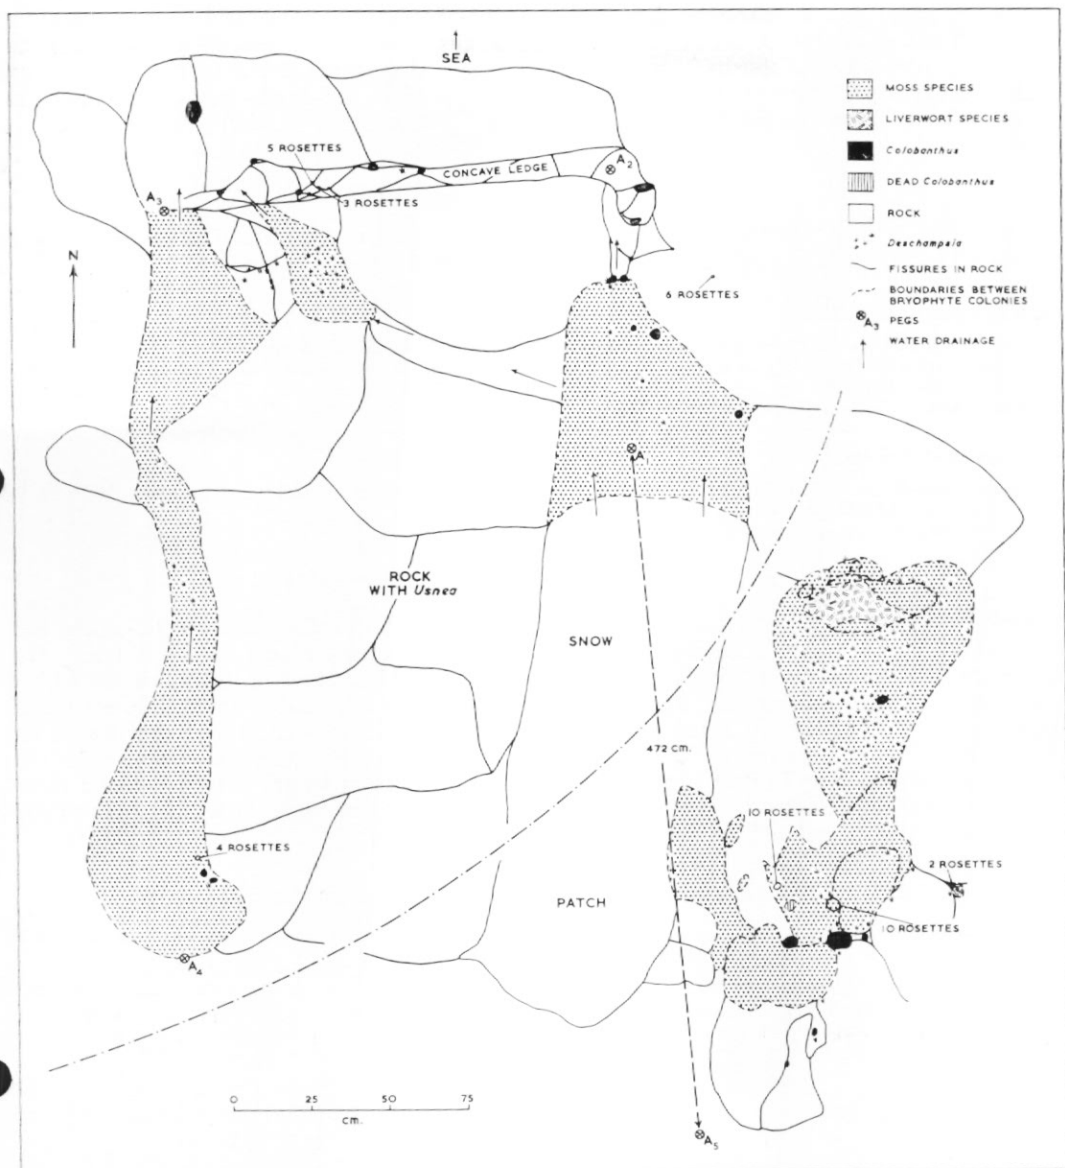 SEA
MOSS SPECIES
LIVERWORT SPECIES
Colobanthus
DEAD Colobanthus
ROCK
Deschampsia
FISSURES IN ROCK
BOUNDARIES BETWEEN
BRYOPHYTE COLONIES
A3 PEGS
WATER DRAINAGE
5 ROSETTES
CONCAVE LEDGE
A2
3 ROSETTES
A3
N
6 ROSETTES
A1
ROCK
WITH Usnea
SNOW
472 cm.
10 ROSETTES
4 ROSETTES
2 ROSETTES
PATCH
10 ROSETTES
A4
0 25 50 75
cm.
A5